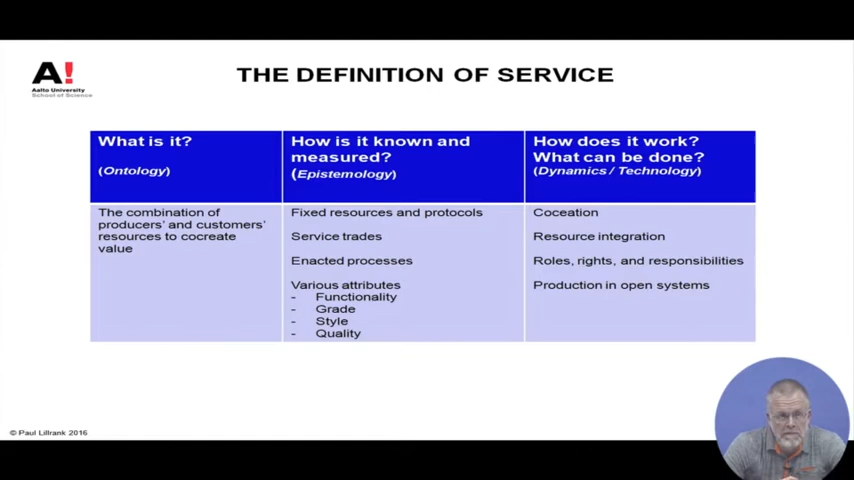 A!
Aalto University
School of Science
THE DEFINITION OF SERVICE
What is it?
(Ontology)
How is it known and
measured?
(Epistemology)
How does it work?
What can be done?
(Dynamics / Technology)
The combination of
producers' and customers'
resources to cocreate
value
Fixed resources and protocols
Service trades
Enacted processes
Various attributes
- Functionality
- Grade
- Style
- Quality
Coceation
Resource integration
Roles, rights, and responsibilities
Production in open systems
© Paul Lillrank 2016